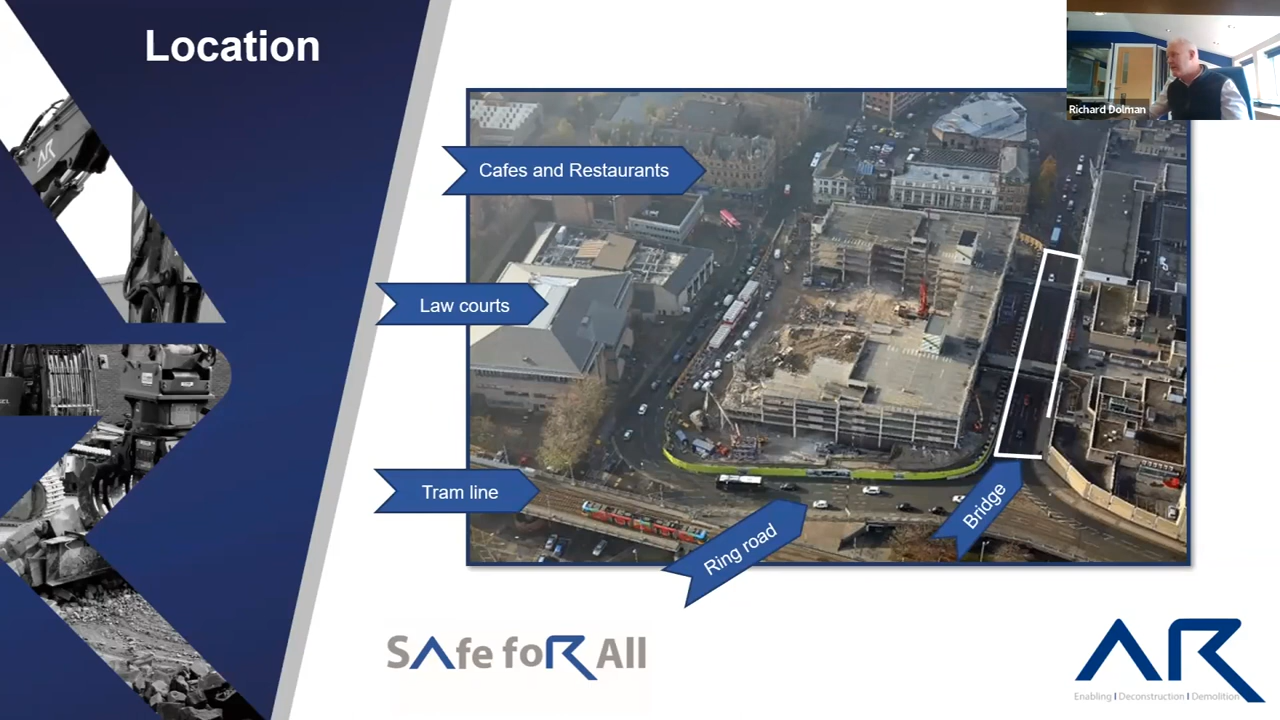 Location
Richard Dolman
Cafes and Restaurants
Law courts
Tram line
Ring road
Bridge
SAfe foR All
AR
Enabling | Deconstruction | Demolition
AR